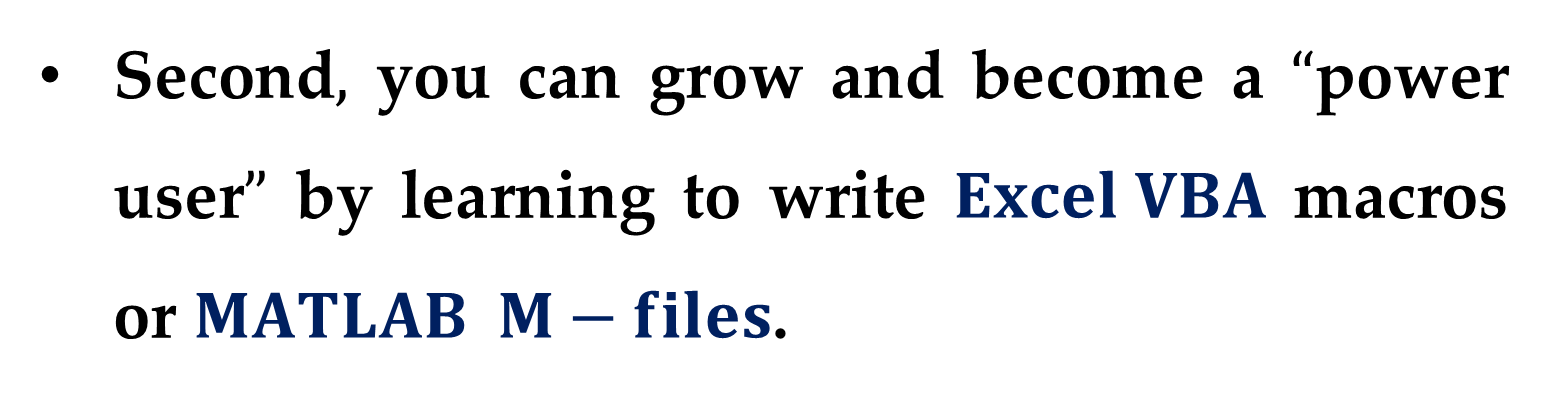 • Second, you can grow and become a “power
user” by learning to write Excel VBA macros
or MATLAB M − files.